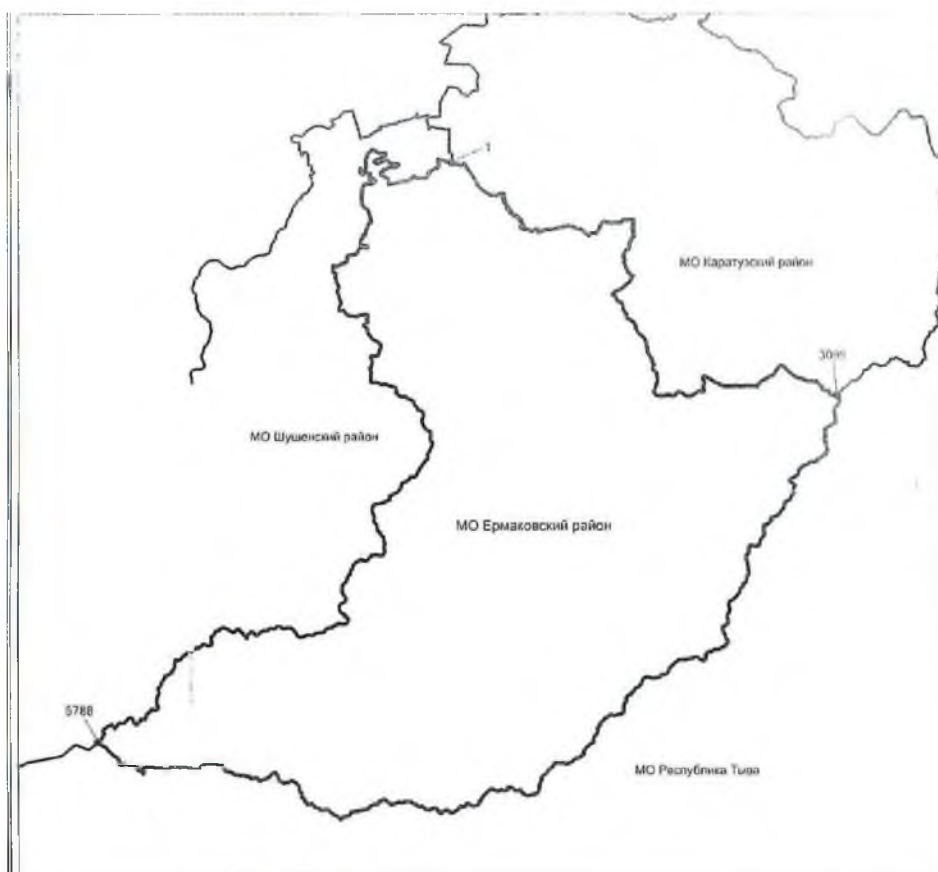 1
МО Каратузский район
МО Шушенский район
МО Ермаковский район
5788
МО Республика Тыва